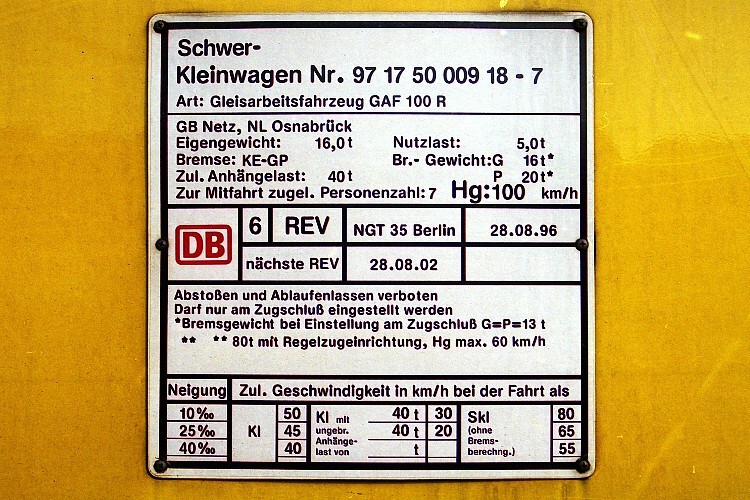 Schwer-
Kleinwagen Nr. 97 17 50 009 18 - 7
Art: Gleisarbeitsfahrzeug GAF 100 R
GB Netz, NL Osnabrück
Eigengewicht: 16,0 t Nutzlast: 5,0 t
Bremse: KE-GP Br.- Gewicht: G 16 t*
Zul. Anhängelast: 40 t P 20 t*
Zur Mitfahrt zugel. Personenzahl: 7 Hg: 100 km/h
DB 6 REV NGT 35 Berlin 28.08.96
nächste REV 28.08.02
Abstoßen und Ablaufenlassen verboten
Darf nur am Zugschluß eingestellt werden
*Bremsgewicht bei Einstellung am Zugschluß G=P=13 t
** ** 80t mit Regelzugeinrichtung, Hg max. 60 km/h
Neigung Zul. Geschwindigkeit in km/h bei der Fahrt als
10‰ Kl 50 Kl mit 40 t 30 Skl 80
25‰ 45 ungebr. 40 t 20 (ohne 65
40‰ 40 Anhänge- t Brems- 55
last von berechng.)